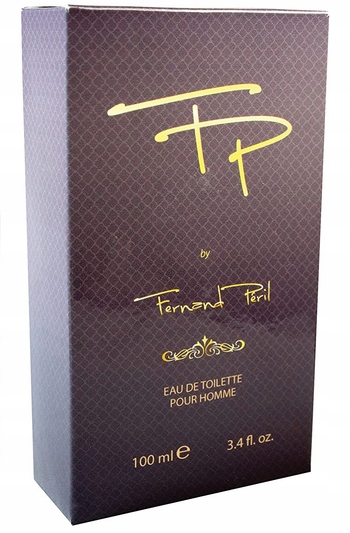 FP
by
Fernand Péril
EAU DE TOILETTE
POUR HOMME
100 ml e 3.4 fl. oz.